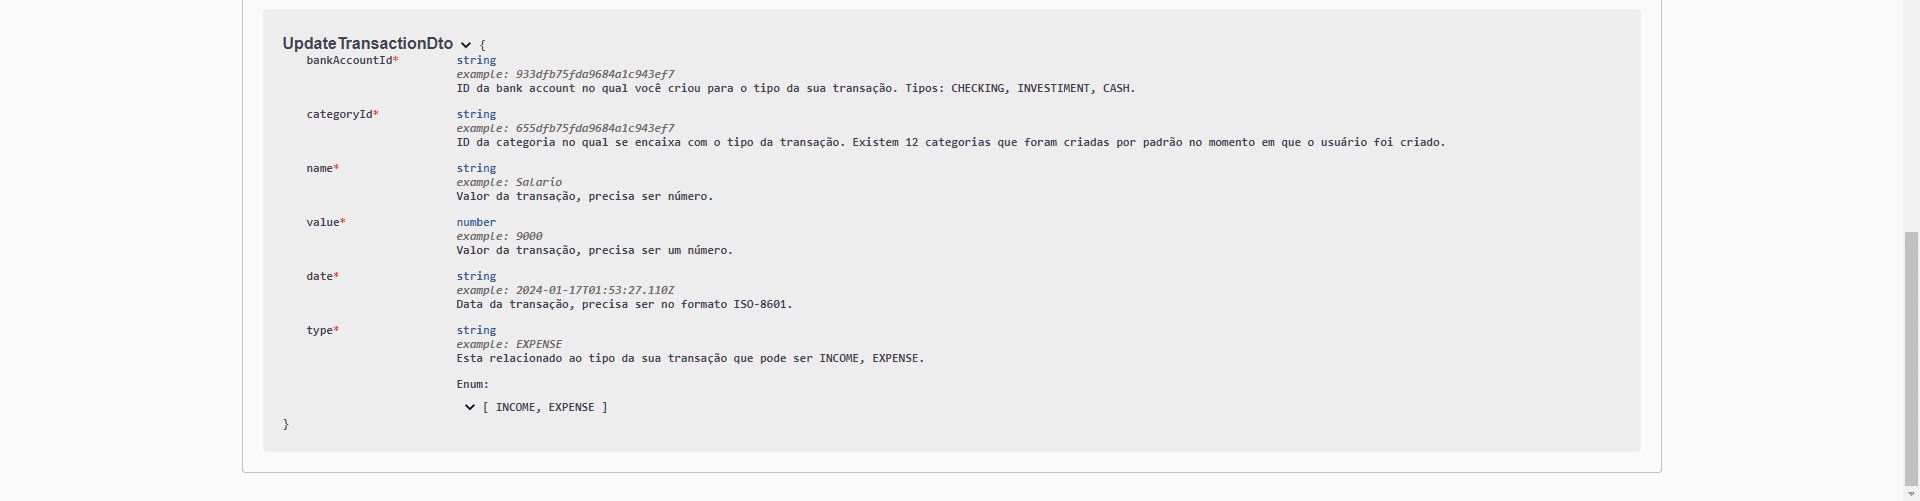 UpdateTransactionDto {
bankAccountId* string
example: 933dfb75fda9684a1c943ef7
ID da bank account no qual você criou para o tipo da sua transação. Tipos: CHECKING, INVESTIMENT, CASH.
categoryId* string
example: 655dfb75fda9684a1c943ef7
ID da categoria no qual se encaixa com o tipo da transação. Existem 12 categorias que foram criadas por padrão no momento em que o usuário foi criado.
name* string
example: Salario
Valor da transação, precisa ser número.
value* number
example: 9000
Valor da transação, precisa ser um número.
date* string
example: 2024-01-17T01:53:27.110Z
Data da transação, precisa ser no formato ISO-8601.
type* string
example: EXPENSE
Esta relacionado ao tipo da sua transação que pode ser INCOME, EXPENSE.
Enum:
[ INCOME, EXPENSE ]
}